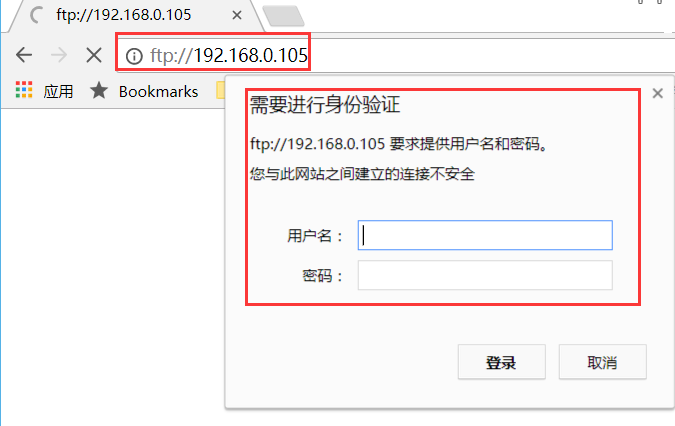 ftp://192.168.0.105
ftp://192.168.0.105
应用 Bookmarks
需要进行身份验证
ftp://192.168.0.105 要求提供用户名和密码。
您与此网站之间建立的连接不安全
用户名：
密码：
登录 取消